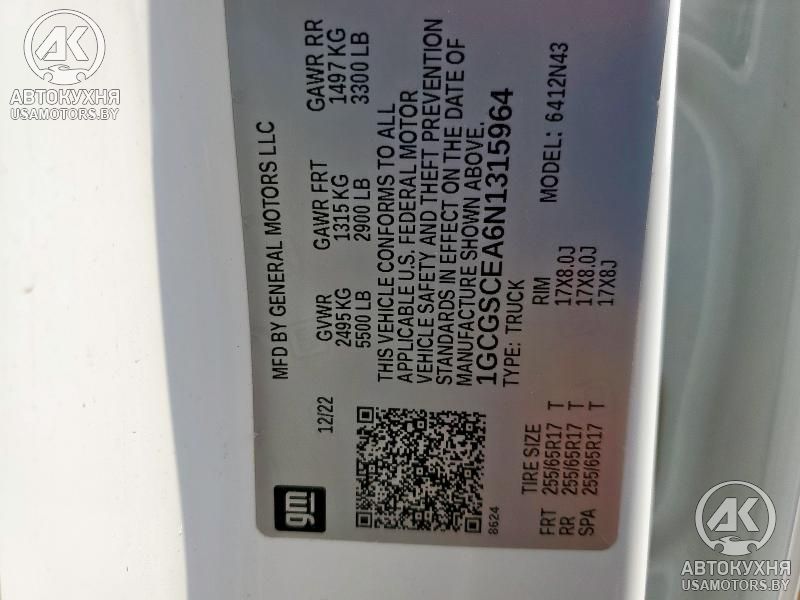 MFD BY GENERAL MOTORS LLC
12/22
GVWR
2495 KG
5500 LB
GAWR FRT
1315 KG
2900 LB
GAWR RR
1497 KG
3300 LB
THIS VEHICLE CONFORMS TO ALL
APPLICABLE U.S. FEDERAL MOTOR
VEHICLE SAFETY AND THEFT PREVENTION
STANDARDS IN EFFECT ON THE DATE OF
MANUFACTURE SHOWN ABOVE.
1GCGSCEA6N1315964
TYPE: TRUCK
MODEL: 6412N43
gm
8624
TIRE SIZE RIM
FRT 255/65R17 T 17X8.0J
RR 255/65R17 T 17X8.0J
SPA 255/65R17 T 17X8J
АК
АВТОКУХНЯ
USAMOTORS.BY
АК
АВТОКУХНЯ
USAMOTORS.BY